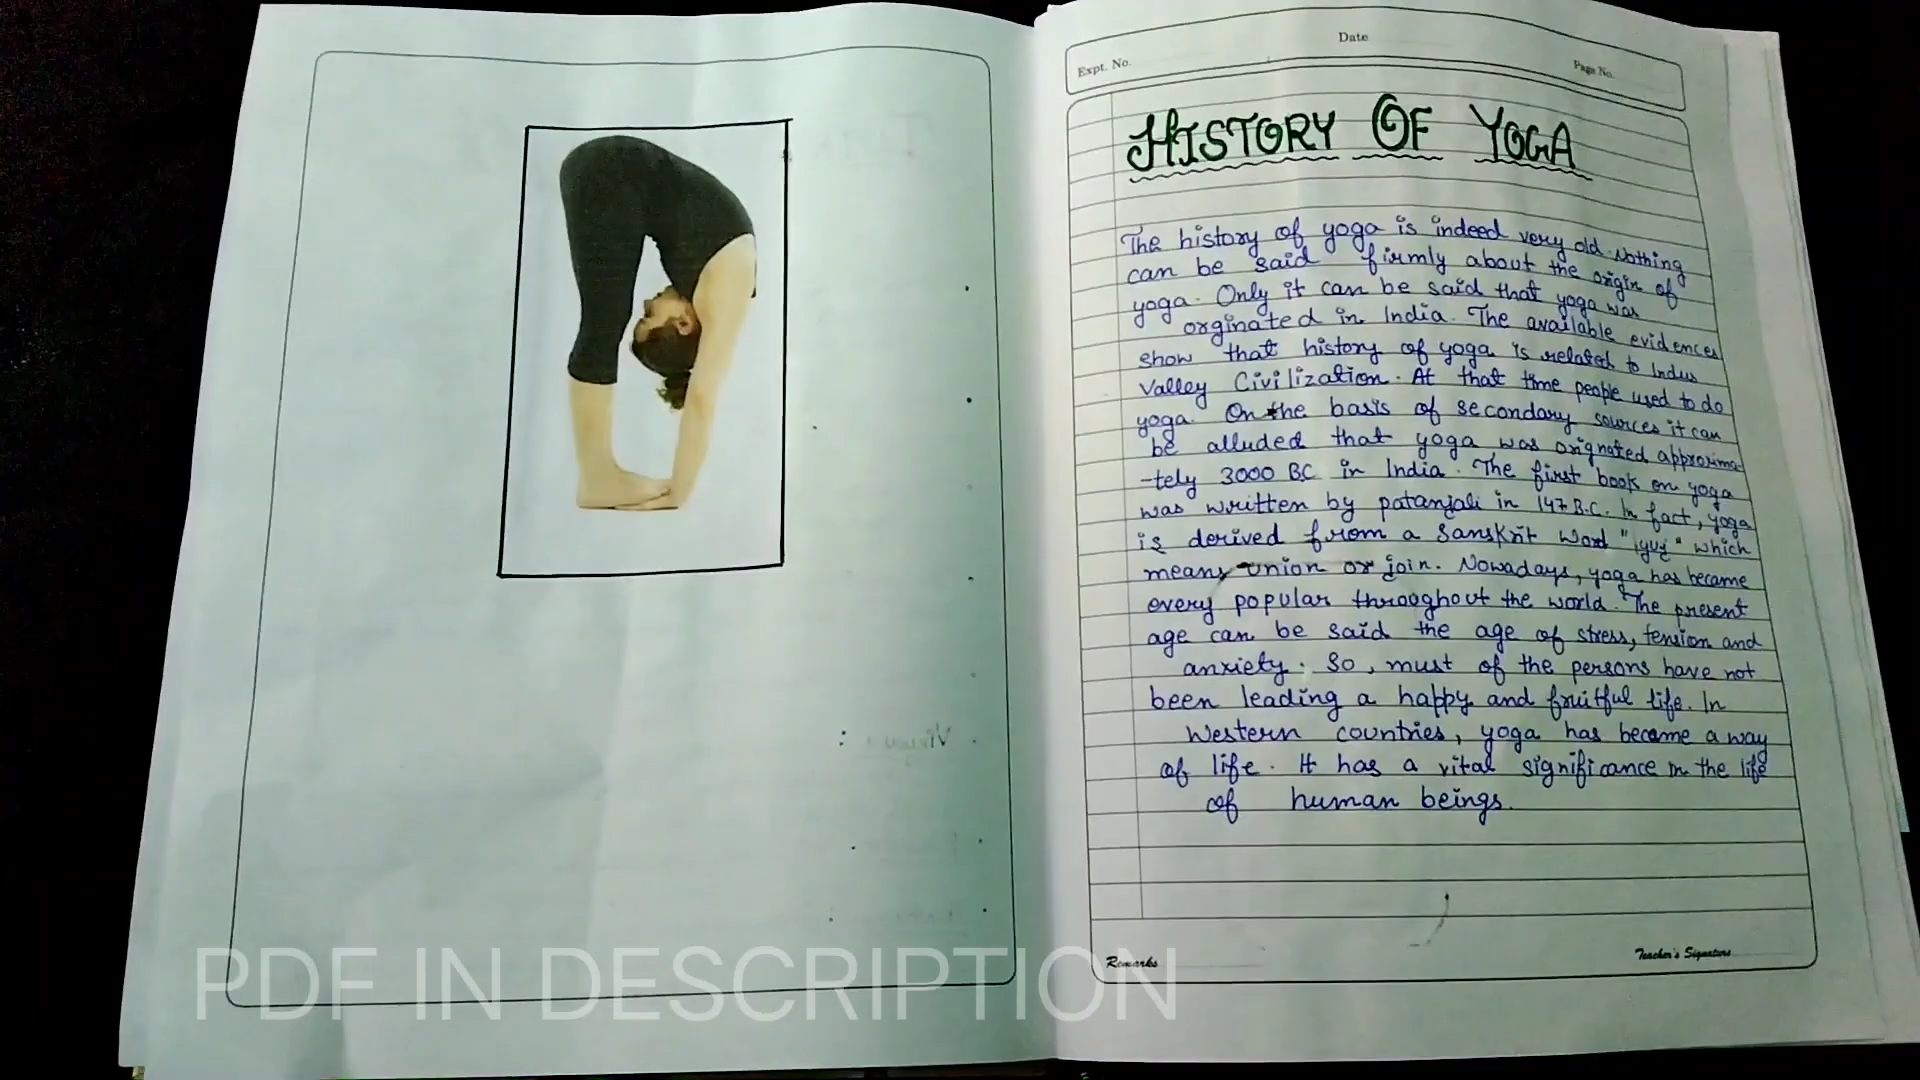 Expt. No.
Date
Page No.
HISTORY OF YOGA
The history of yoga is indeed very old. Nothing
can be said firmly about the origin of
yoga. Only it can be said that yoga was
orginated in India. The available evidences
show that history of yoga is related to Indus
Valley Civilization. At that time people used to do
yoga. On the basis of secondary sources it can
be alluded that yoga was orignated approxima
-tely 3000 BC in India. The first book on yoga
was written by patanjali in 147 B.C. In fact, yoga
is derived from a Sanskrit word "yuj" which
means union or join. Nowadays, yoga has became
every popular throughout the world. The present
age can be said the age of stress, tension and
anxiety. So, must of the persons have not
been leading a happy and fruitful life. In
Western countries, yoga has became a way
of life. It has a vital significance in the life
of human beings.
Remarks
Teacher's Signature
PDF IN DESCRIPTION